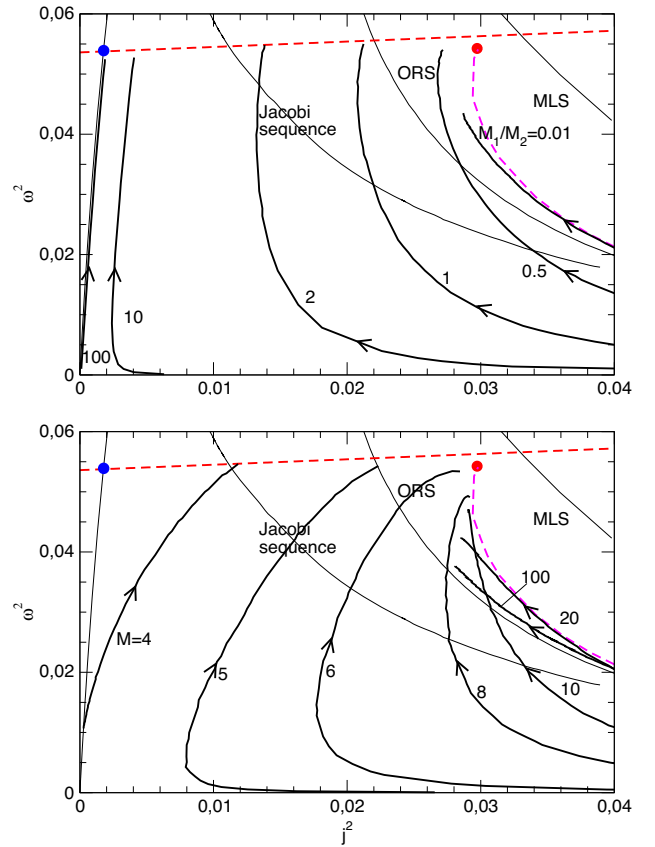 0,06
0,04
0,02
0
ω²
0
0,01
0,02
0,03
0,04
ORS
MLS
Jacobi
sequence
M₁/M₂=0.01
0.5
1
2
10
100
0,06
0,04
0,02
0
ω²
0
0,01
0,02
0,03
0,04
j²
ORS
MLS
Jacobi
sequence
100
20
M=4
5
6
8
10